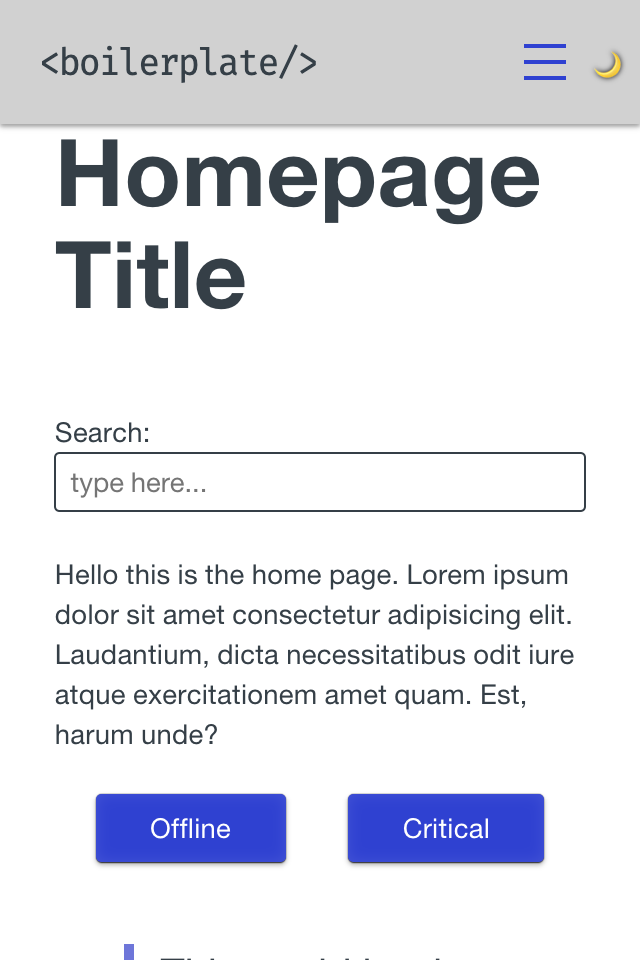 <boilerplate/>
Homepage
Title
Search:
type here...
Hello this is the home page. Lorem ipsum
dolor sit amet consectetur adipisicing elit.
Laudantium, dicta necessitatibus odit iure
atque exercitationem amet quam. Est,
harum unde?
Offline
Critical